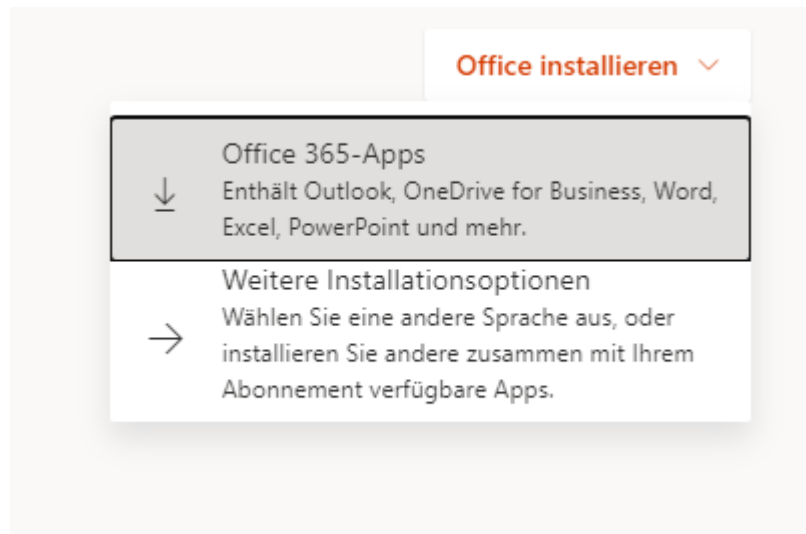 Office installieren
Office 365-Apps
Enthält Outlook, OneDrive for Business, Word,
Excel, PowerPoint und mehr.
Weitere Installationsoptionen
Wählen Sie eine andere Sprache aus, oder
installieren Sie andere zusammen mit Ihrem
Abonnement verfügbare Apps.